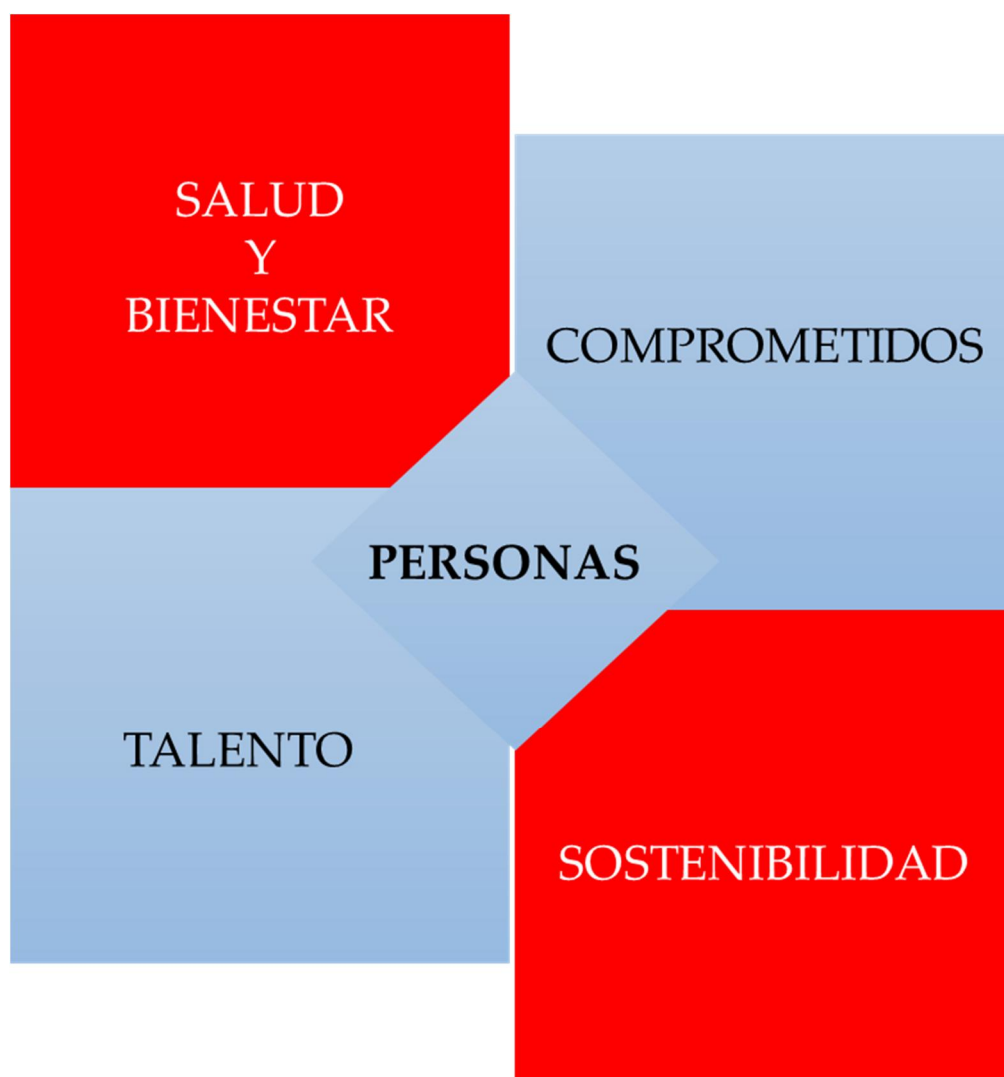 SALUD
Y
BIENESTAR
COMPROMETIDOS
PERSONAS
TALENTO
SOSTENIBILIDAD